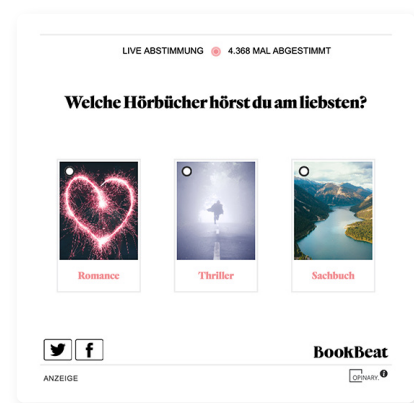 LIVE ABSTIMMUNG 4.368 MAL ABGESTIMMT
Welche Hörbücher hörst du am liebsten?
Romance Thriller Sachbuch
BookBeat
ANZEIGE OPINARY.